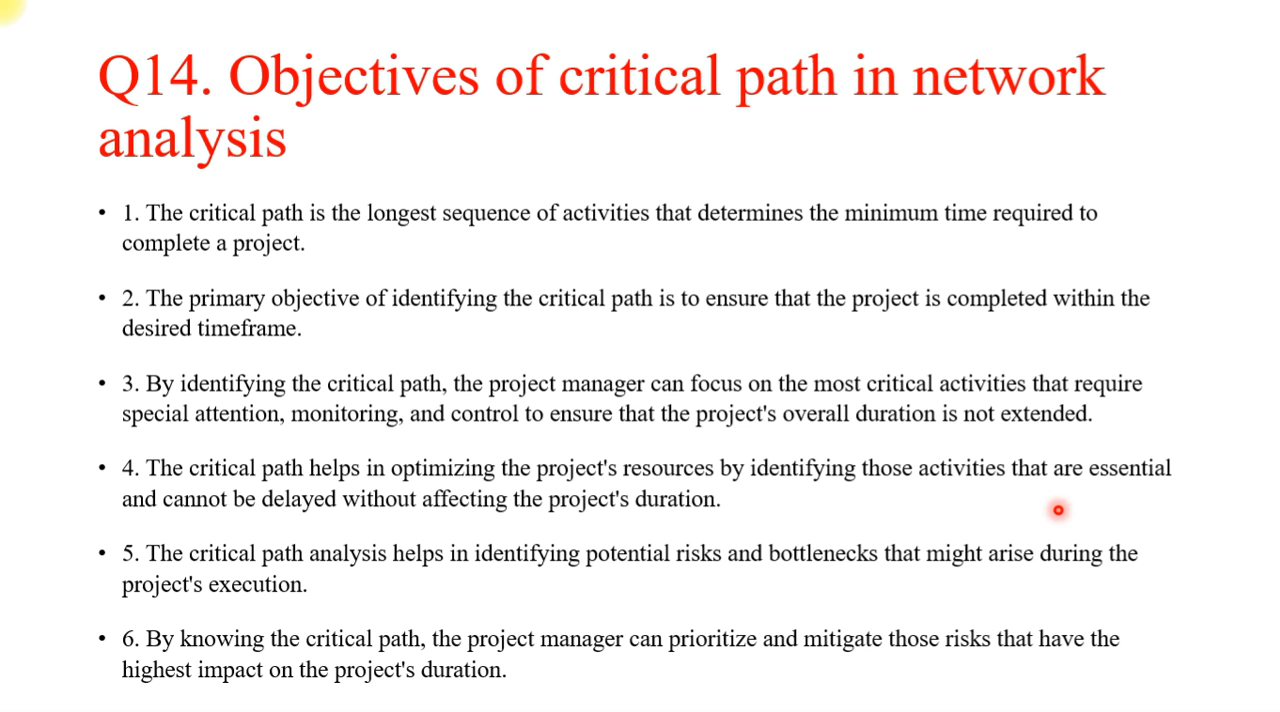 Q14. Objectives of critical path in network
analysis
• 1. The critical path is the longest sequence of activities that determines the minimum time required to
complete a project.
• 2. The primary objective of identifying the critical path is to ensure that the project is completed within the
desired timeframe.
• 3. By identifying the critical path, the project manager can focus on the most critical activities that require
special attention, monitoring, and control to ensure that the project's overall duration is not extended.
• 4. The critical path helps in optimizing the project's resources by identifying those activities that are essential
and cannot be delayed without affecting the project's duration.
• 5. The critical path analysis helps in identifying potential risks and bottlenecks that might arise during the
project's execution.
• 6. By knowing the critical path, the project manager can prioritize and mitigate those risks that have the
highest impact on the project's duration.